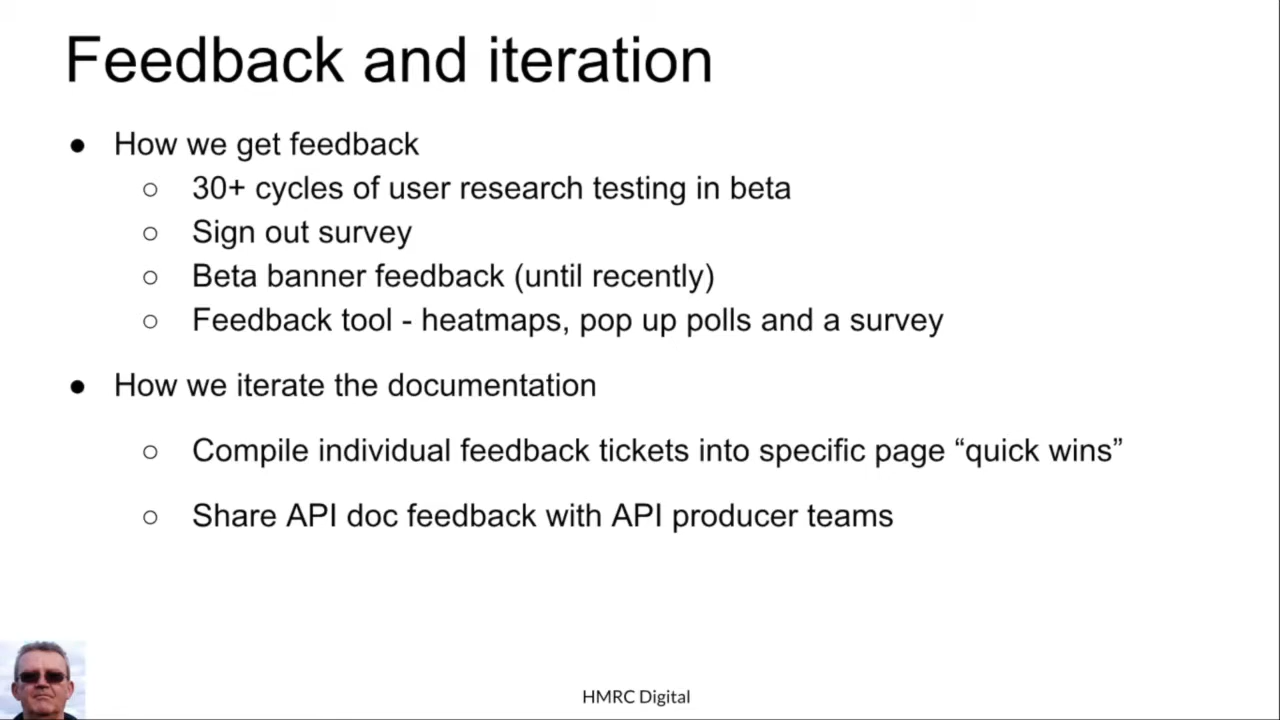 Feedback and iteration
● How we get feedback
○ 30+ cycles of user research testing in beta
○ Sign out survey
○ Beta banner feedback (until recently)
○ Feedback tool - heatmaps, pop up polls and a survey
● How we iterate the documentation
○ Compile individual feedback tickets into specific page “quick wins”
○ Share API doc feedback with API producer teams
HMRC Digital